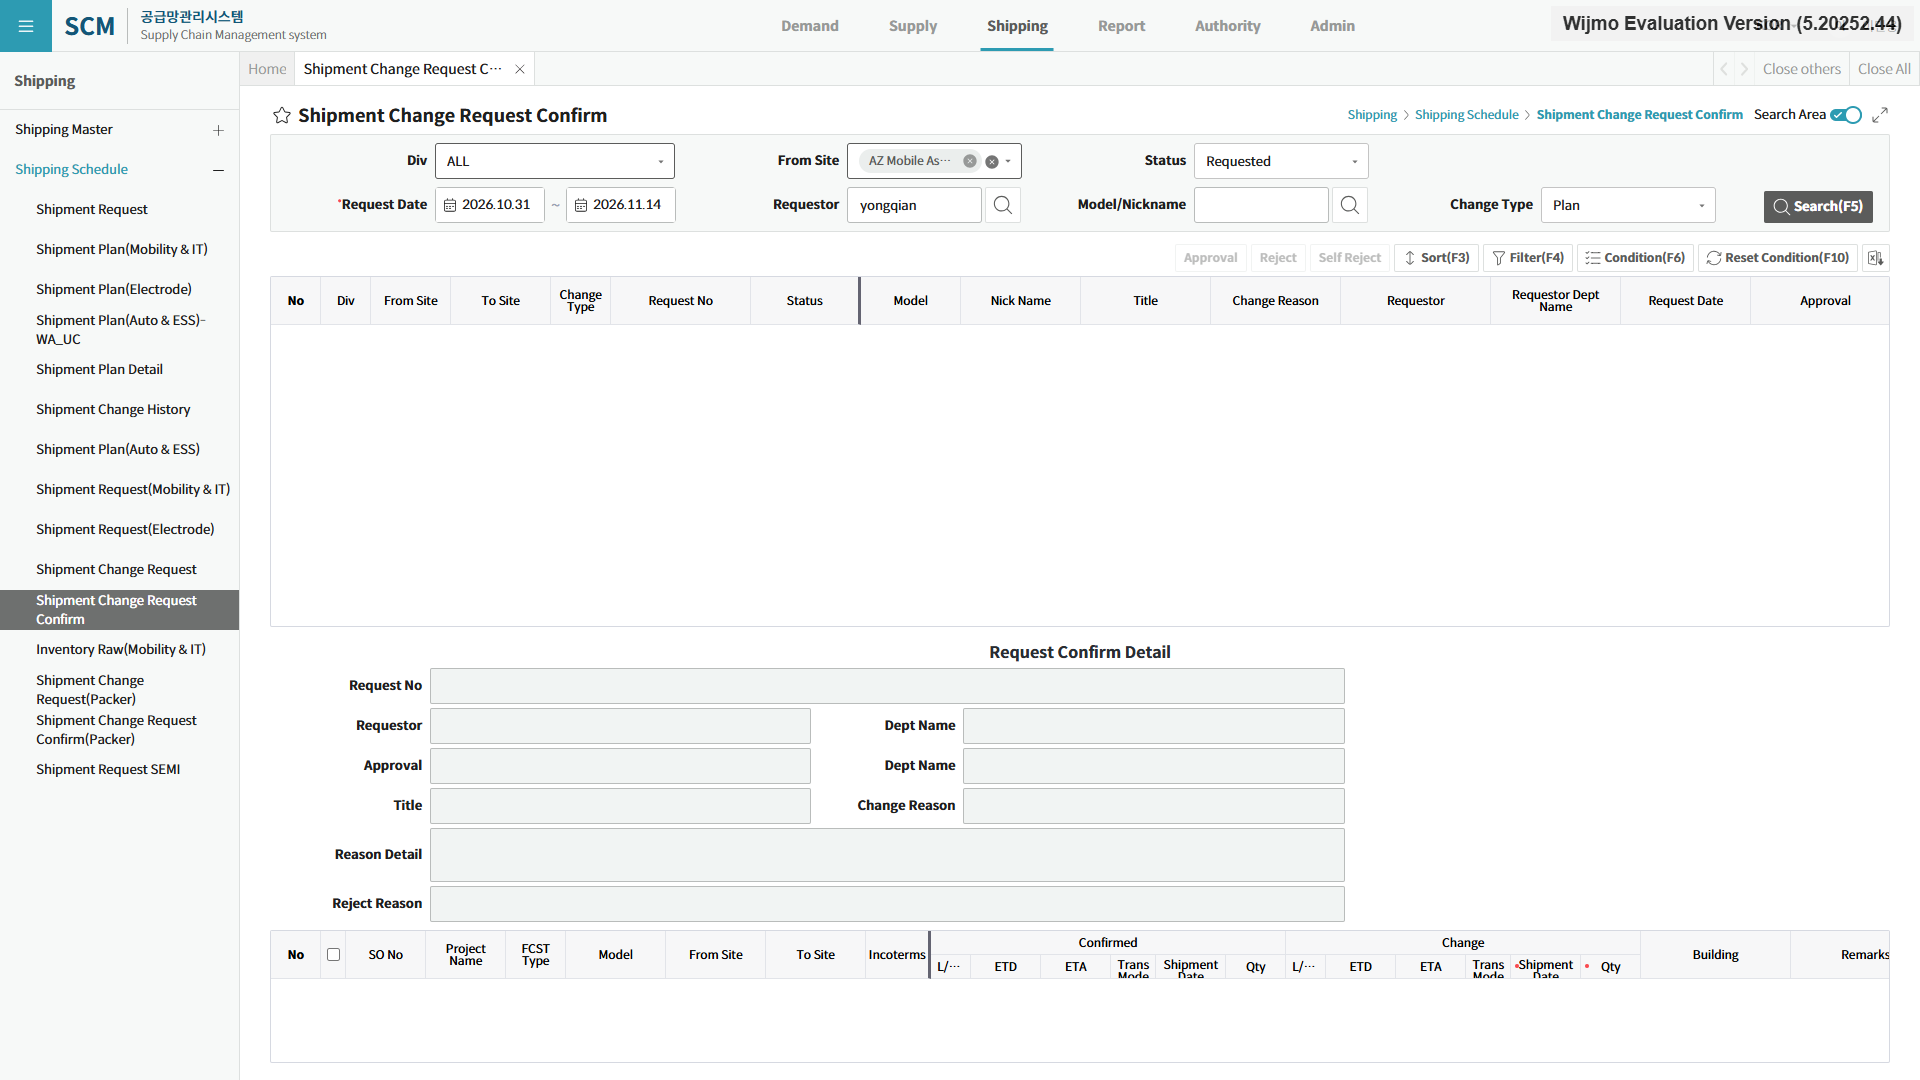 SCM
공급망관리시스템
Supply Chain Management system
Demand
Supply
Shipping
Report
Authority
Admin
Wijmo Evaluation Version (5.20252.44)
Shipping
Home
Shipment Change Request C···
Close others
Close All
Shipping Master
Shipping Schedule
Shipment Request
Shipment Plan(Mobility & IT)
Shipment Plan(Electrode)
Shipment Plan(Auto & ESS)-
WA_UC
Shipment Plan Detail
Shipment Change History
Shipment Plan(Auto & ESS)
Shipment Request(Mobility & IT)
Shipment Request(Electrode)
Shipment Change Request
Shipment Change Request
Confirm
Inventory Raw(Mobility & IT)
Shipment Change
Request(Packer)
Shipment Change Request
Confirm(Packer)
Shipment Request SEMI
Shipment Change Request Confirm
Shipping > Shipping Schedule > Shipment Change Request Confirm
Search Area
Div
ALL
From Site
AZ Mobile As···
Status
Requested
*Request Date
2026.10.31 ~ 2026.11.14
Requestor
yongqian
Model/Nickname
Change Type
Plan
Search(F5)
Approval
Reject
Self Reject
Sort(F3)
Filter(F4)
Condition(F6)
Reset Condition(F10)
No
Div
From Site
To Site
Change
Type
Request No
Status
Model
Nick Name
Title
Change Reason
Requestor
Requestor Dept
Name
Request Date
Approval
Request Confirm Detail
Request No
Requestor
Dept Name
Approval
Dept Name
Title
Change Reason
Reason Detail
Reject Reason
No
SO No
Project
Name
FCST
Type
Model
From Site
To Site
Incoterms
Confirmed
L/···
ETD
ETA
Trans
Mode
Shipment
Date
Qty
Change
L/···
ETD
ETA
Trans
Mode
Shipment
Date
Qty
Building
Remarks